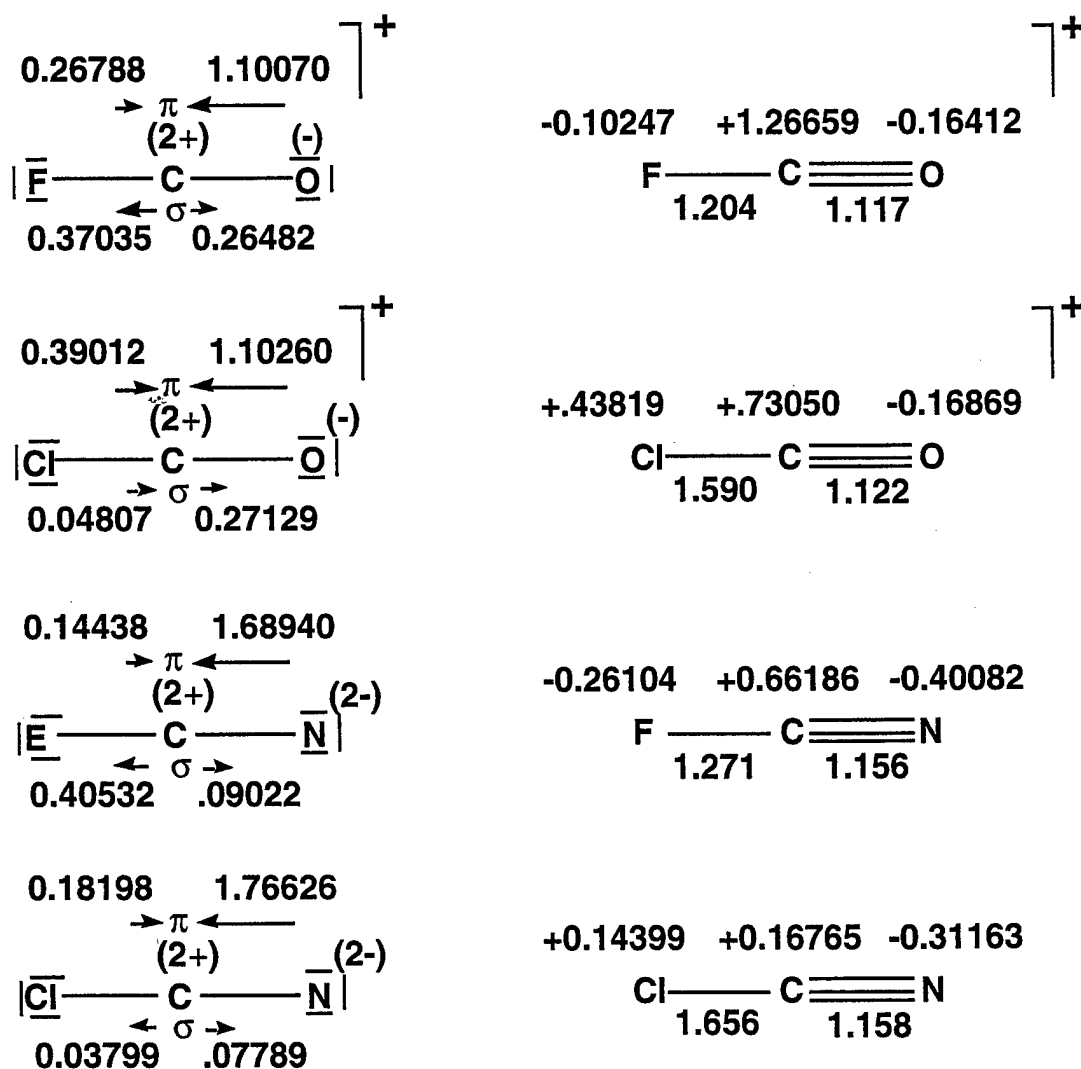 0.26788 1.10070 ]+
π
(2+) (-)
|F C O|
σ
0.37035 0.26482
-0.10247 +1.26659 -0.16412 ]+
F C O
1.204 1.117
0.39012 1.10260 ]+
π
(2+) (-)
|Cl C O|
σ
0.04807 0.27129
+.43819 +.73050 -0.16869 ]+
Cl C O
1.590 1.122
0.14438 1.68940
π
(2+) (2-)
|E C N|
σ
0.40532 .09022
-0.26104 +0.66186 -0.40082
F C N
1.271 1.156
0.18198 1.76626
π
(2+) (2-)
|Cl C N|
σ
0.03799 .07789
+0.14399 +0.16765 -0.31163
Cl C N
1.656 1.158